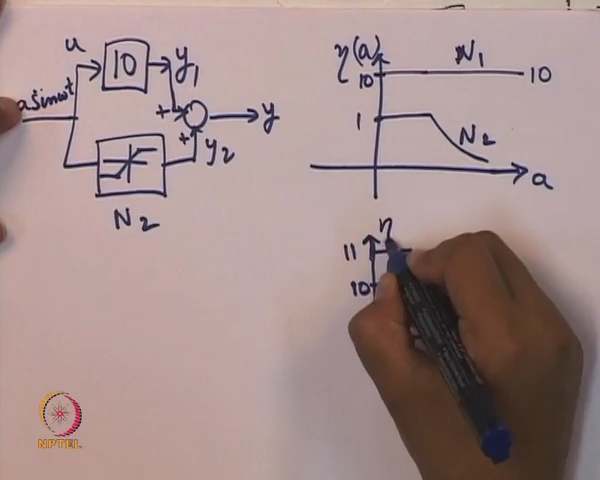 u
10
y₁
a sinωt
+
+
y
y₂
N₂
η(a)
10
N₁
10
1
N₂
a
η
11
10
NPTEL